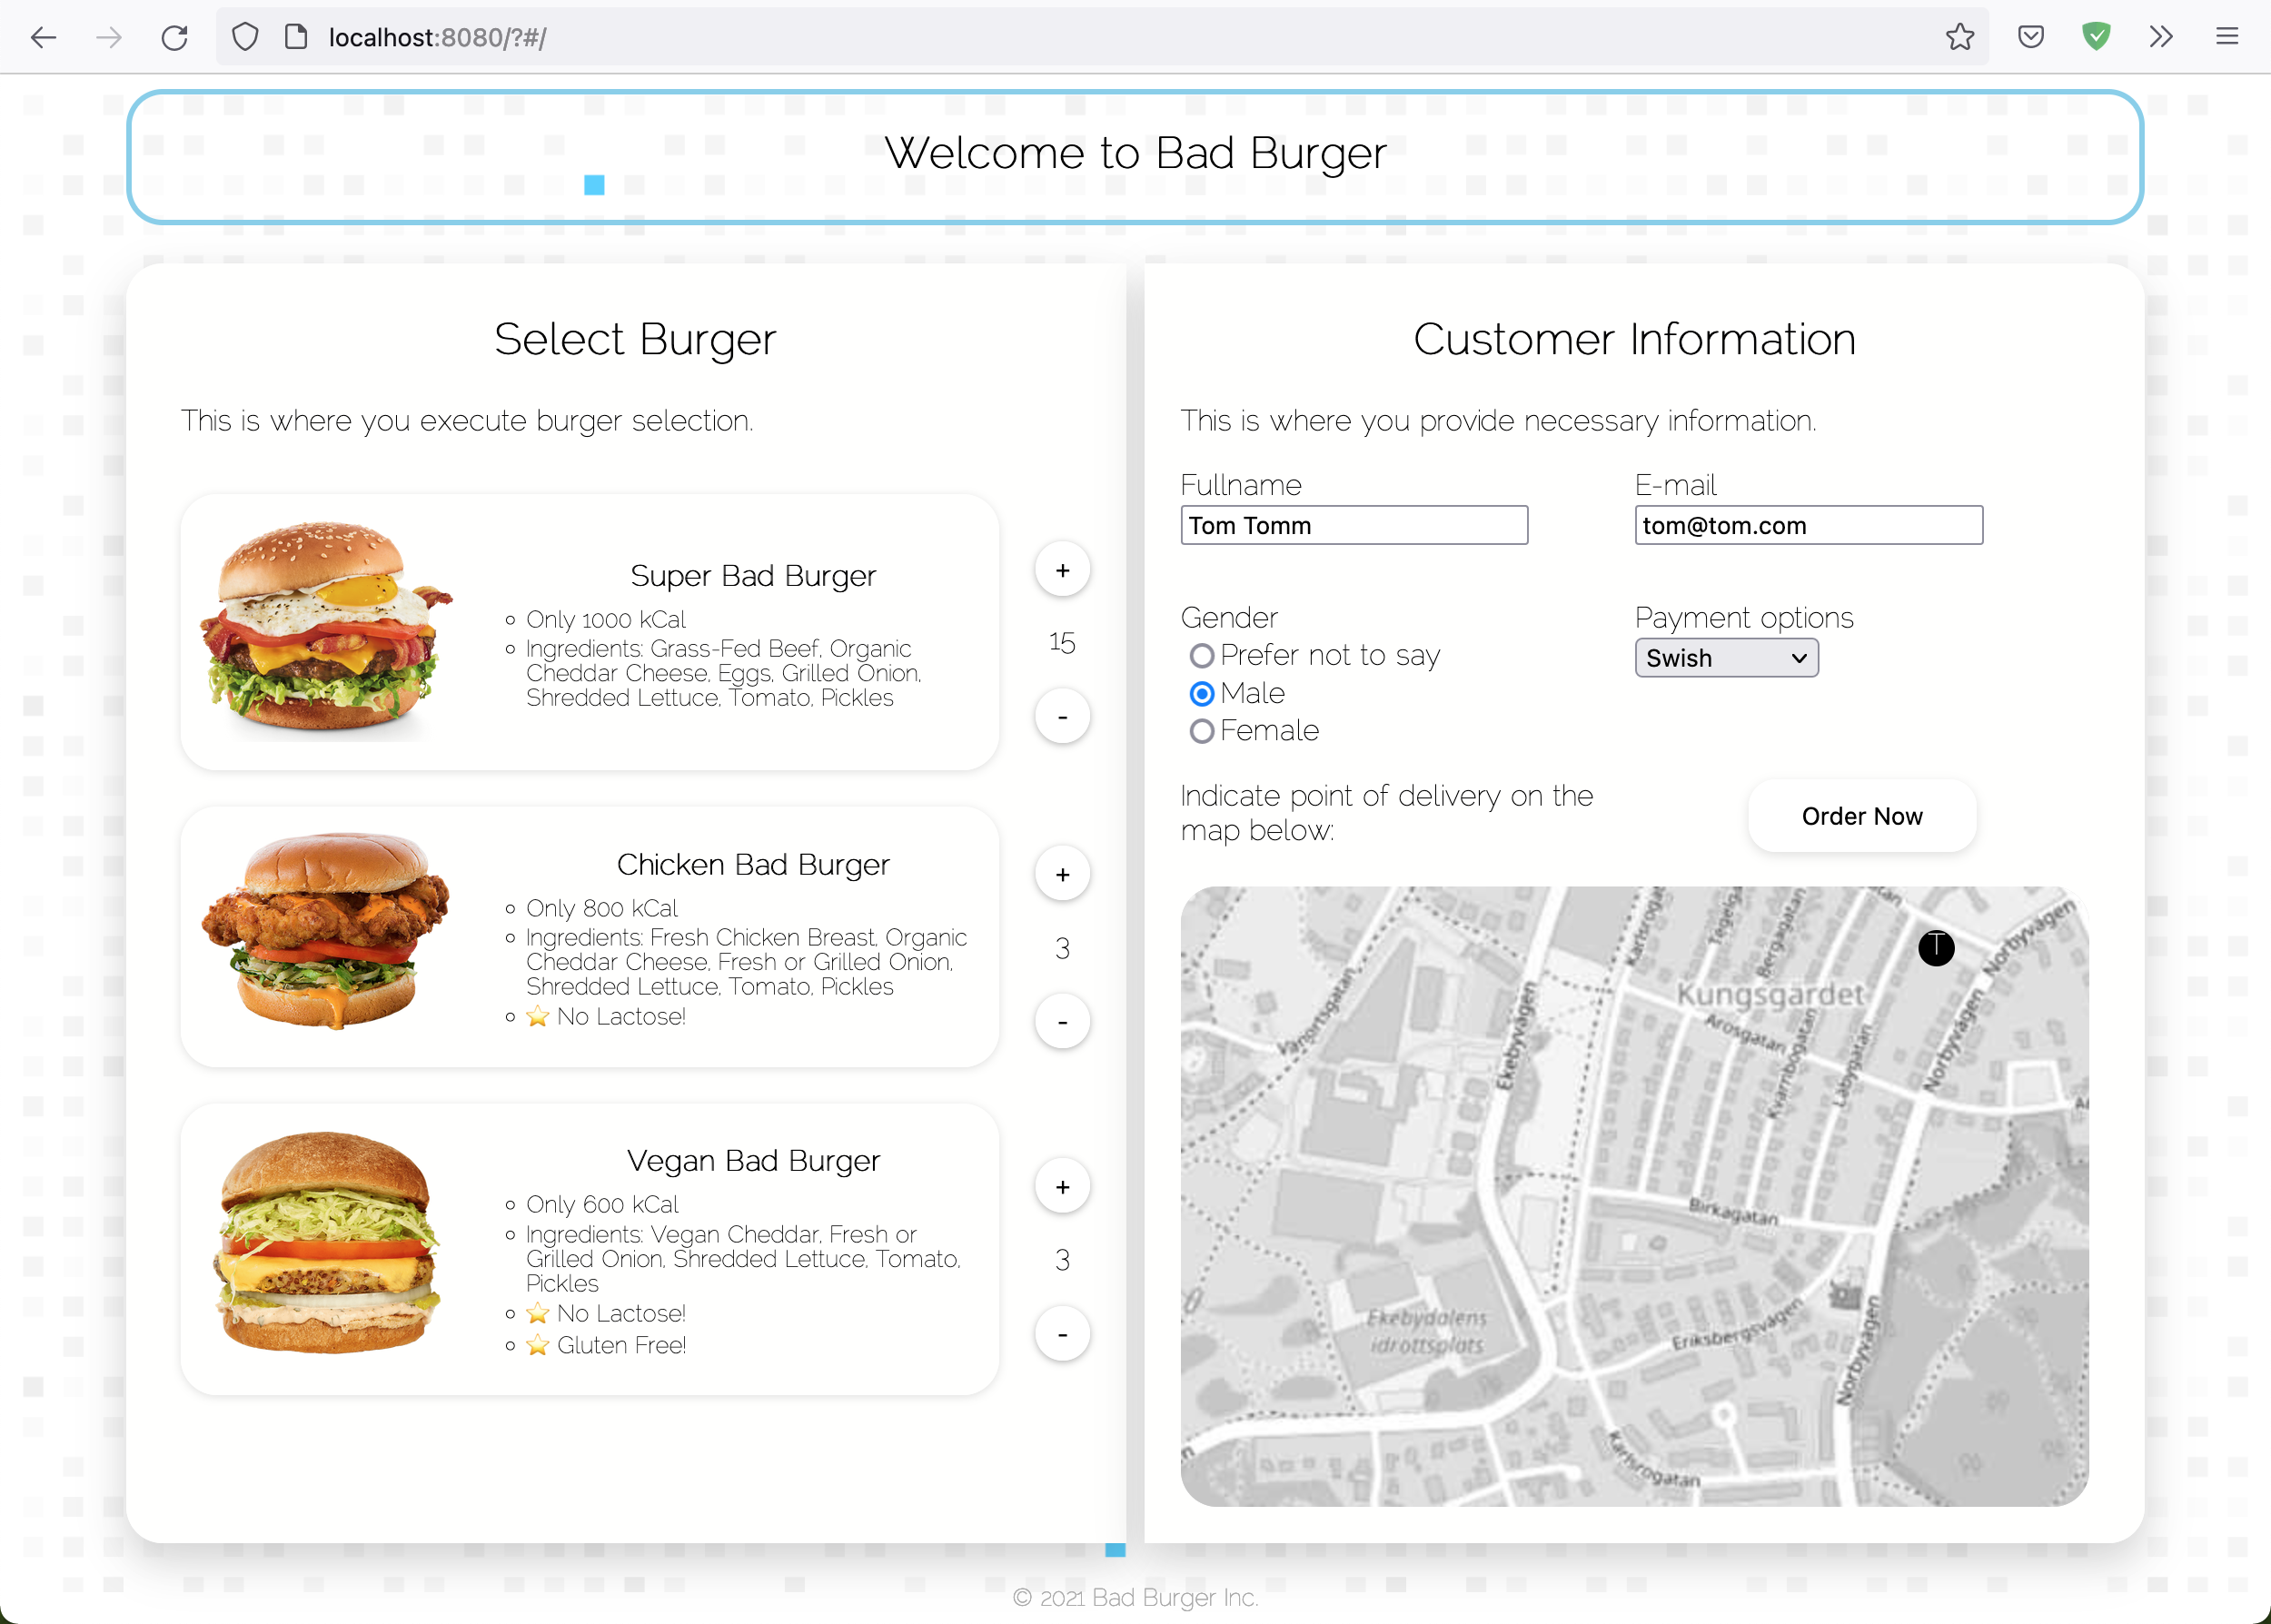 localhost:8080/?#/
Welcome to Bad Burger
Select Burger
This is where you execute burger selection.
Super Bad Burger
Only 1000 kCal
Ingredients: Grass-Fed Beef, Organic
Cheddar Cheese, Eggs, Grilled Onion,
Shredded Lettuce, Tomato, Pickles
+
15
-
Chicken Bad Burger
Only 800 kCal
Ingredients: Fresh Chicken Breast, Organic
Cheddar Cheese, Fresh or Grilled Onion,
Shredded Lettuce, Tomato, Pickles
⭐ No Lactose!
+
3
-
Vegan Bad Burger
Only 600 kCal
Ingredients: Vegan Cheddar, Fresh or
Grilled Onion, Shredded Lettuce, Tomato,
Pickles
⭐ No Lactose!
⭐ Gluten Free!
+
3
-
Customer Information
This is where you provide necessary information.
Fullname
Tom Tomm
E-mail
tom@tom.com
Gender
Prefer not to say
Male
Female
Payment options
Swish
Indicate point of delivery on the
map below:
Order Now
T
Karlsrogat
Bergagatan
Norbyvägen
Kungsgärdet
Vänortsgatan
Ekebyvägen
Arosgatan
Kvarnbogatan
Läbygatan
Norbyvägen
Birkagatan
Ekebydalens
idrottsplats
Eriksbergsvägen
Norbyvägen
Karlsrogatan
© 2021 Bad Burger Inc.